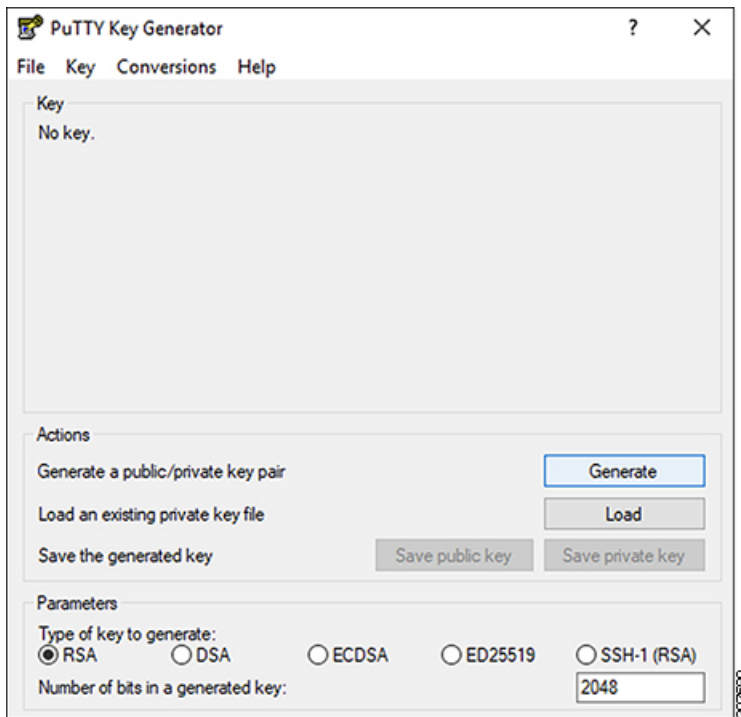 PuTTY Key Generator ? ×
File Key Conversions Help
Key
No key.
Actions
Generate a public/private key pair Generate
Load an existing private key file Load
Save the generated key Save public key Save private key
Parameters
Type of key to generate:
RSA DSA ECDSA ED25519 SSH-1 (RSA)
Number of bits in a generated key: 2048